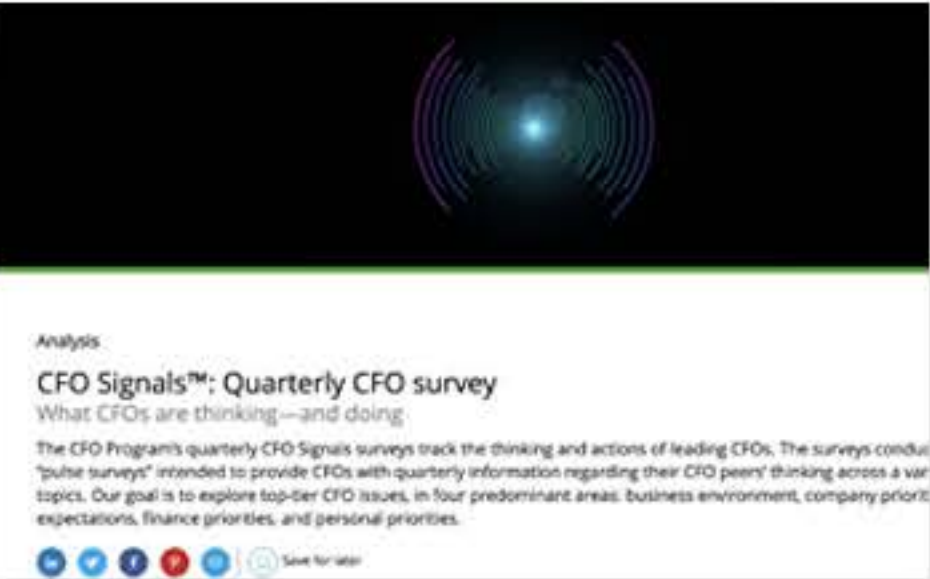 Analysis
CFO Signals™: Quarterly CFO survey
What CFOs are thinking—and doing
The CFO Program's quarterly CFO Signals surveys track the thinking and actions of leading CFOs. The surveys conduc
"pulse surveys" intended to provide CFOs with quarterly information regarding their CFO peers' thinking across a var
topics. Our goal is to explore top-tier CFO issues, in four predominant areas: business environment, company priorit
expectations, finance priorities, and personal priorities.
Save for later